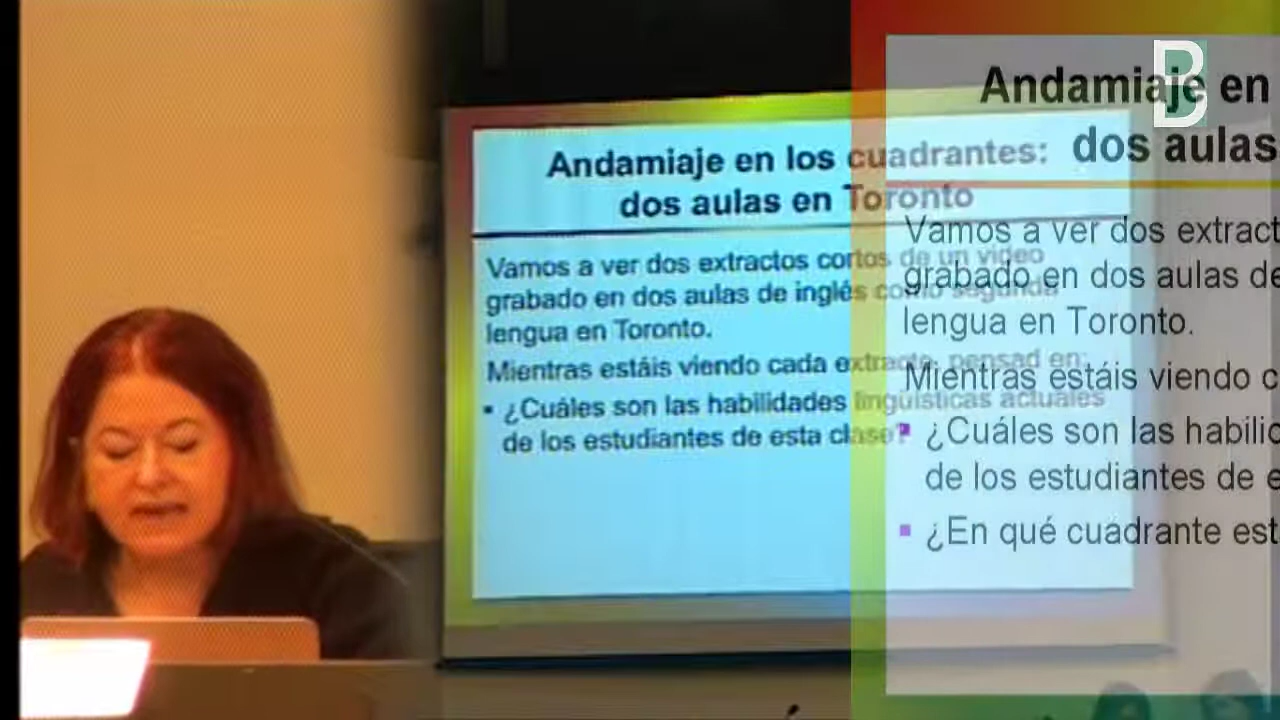 Andamiaje en los cuadrantes:
dos aulas en Toronto
Vamos a ver dos extractos cortos de un video
grabado en dos aulas de inglés como segunda
lengua en Toronto.
Mientras estáis viendo cada extracto, pensad en:
▪ ¿Cuáles son las habilidades lingüísticas actuales
de los estudiantes de esta clase?
B
Andamiaje en
dos aulas
Vamos a ver dos extract
grabado en dos aulas de
lengua en Toronto.
Mientras estáis viendo c
▪ ¿Cuáles son las habilid
de los estudiantes de e
▪ ¿En qué cuadrante est